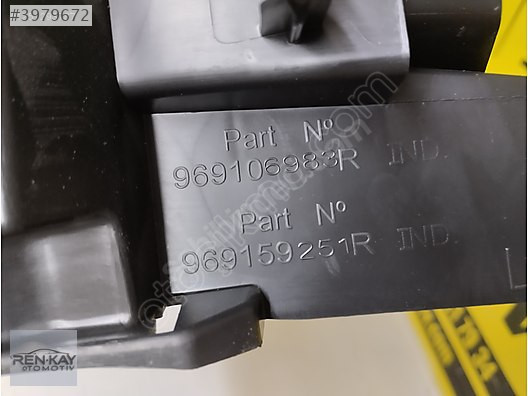 #3979672
Part Nº
969106983R IND.
Part Nº
969159251R IND.
L
REN-KAY
OTOMOTİV